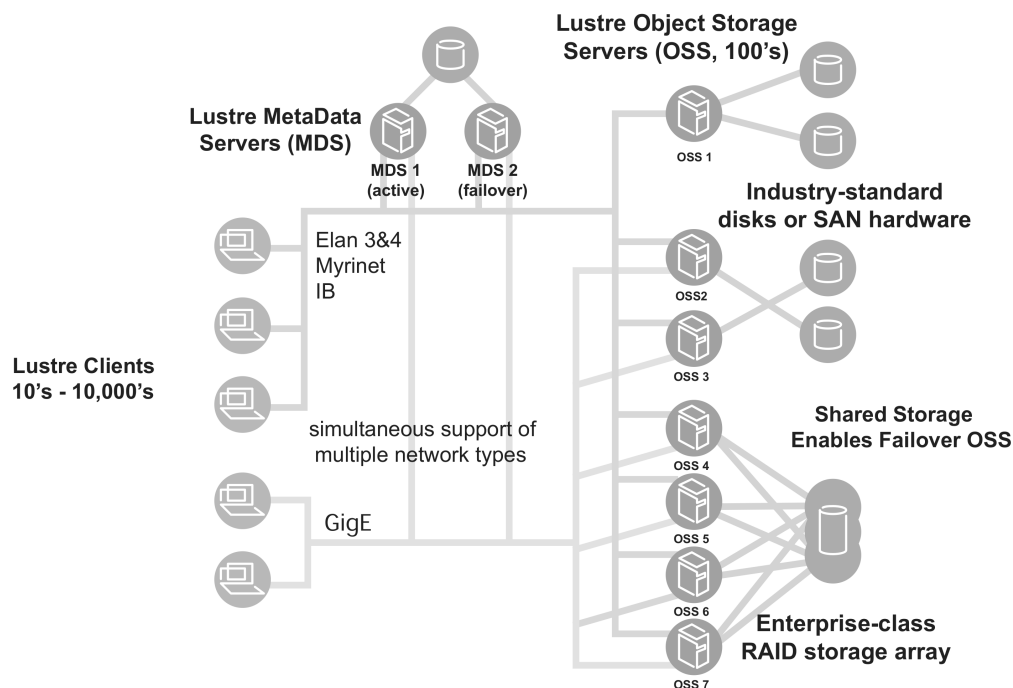 Lustre Object Storage
Servers (OSS, 100's)
Lustre MetaData
Servers (MDS)
MDS 1
(active)
MDS 2
(failover)
OSS 1
Industry-standard
disks or SAN hardware
Elan 3&4
Myrinet
IB
OSS2
OSS 3
Lustre Clients
10's - 10,000's
simultaneous support of
multiple network types
Shared Storage
Enables Failover OSS
OSS 4
GigE
OSS 5
OSS 6
Enterprise-class
RAID storage array
OSS 7